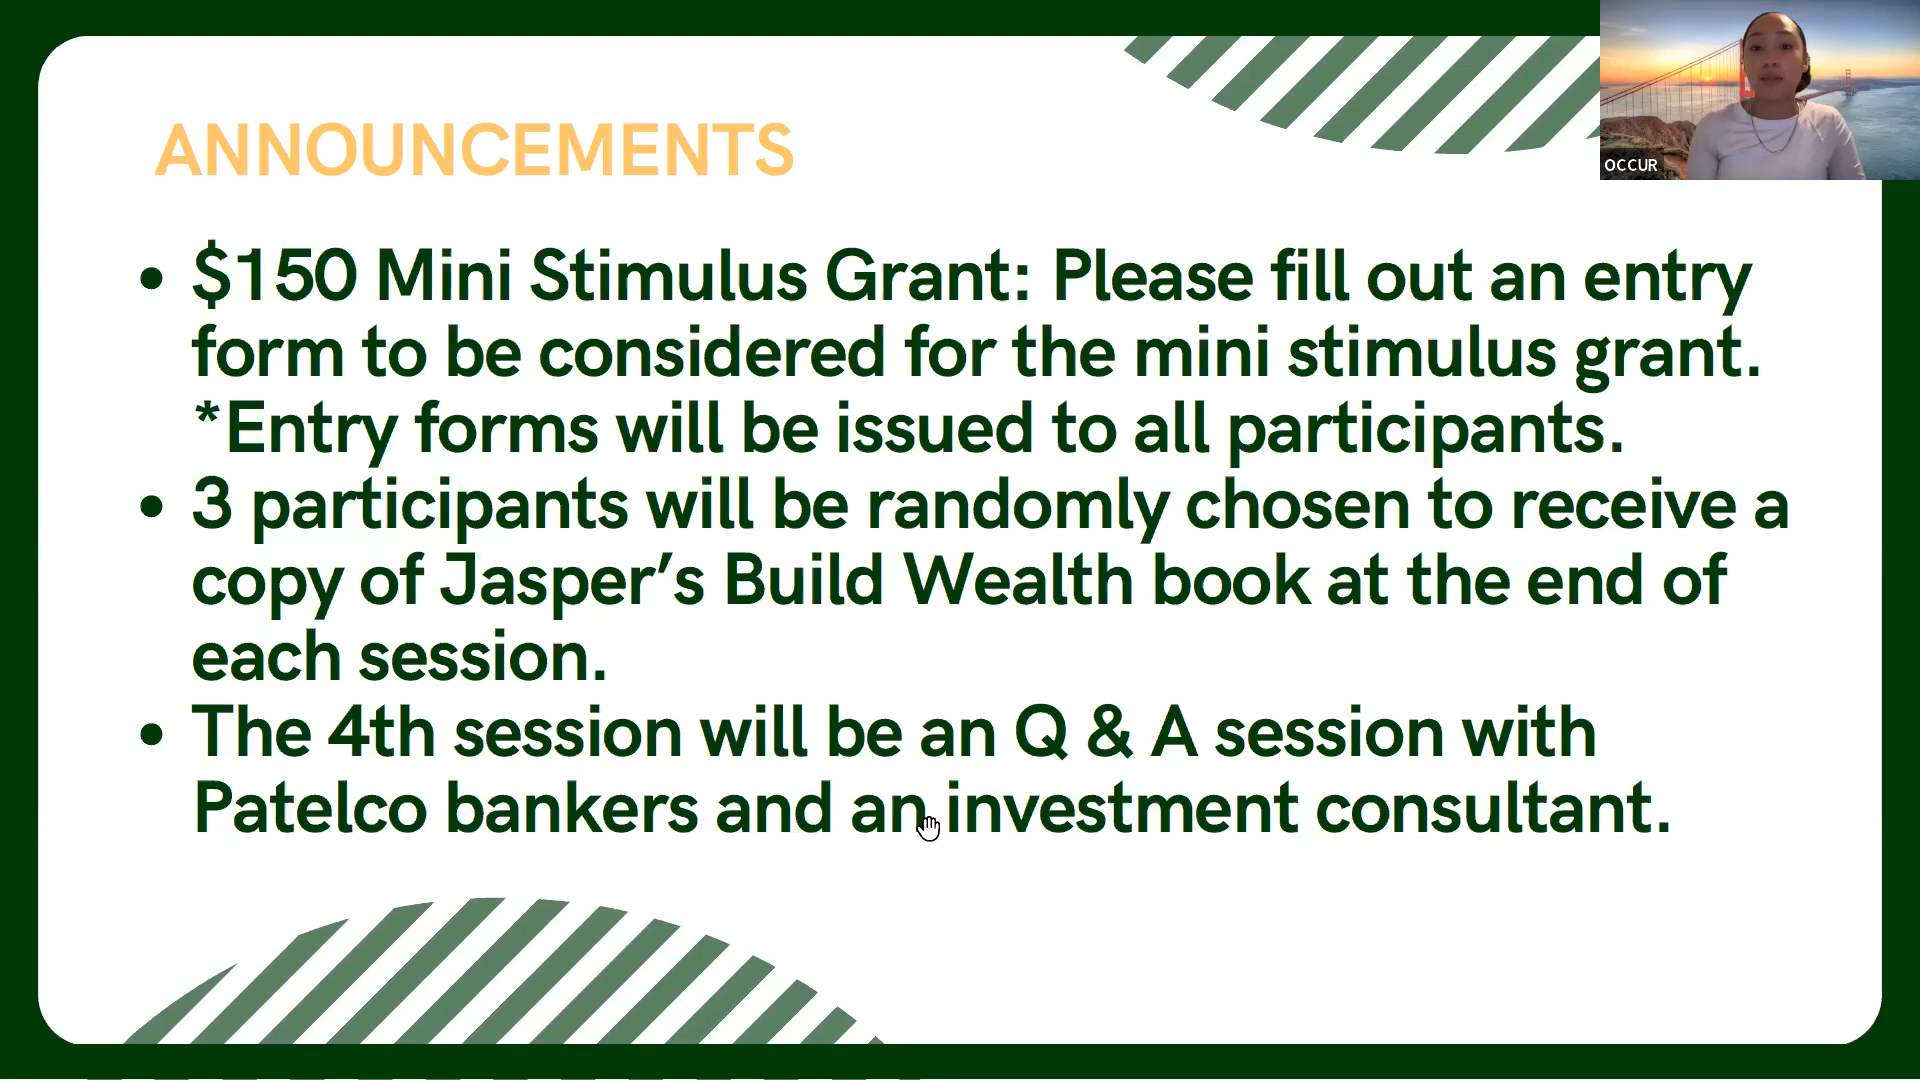 OCCUR
ANNOUNCEMENTS
• $150 Mini Stimulus Grant: Please fill out an entry
form to be considered for the mini stimulus grant.
*Entry forms will be issued to all participants.
• 3 participants will be randomly chosen to receive a
copy of Jasper’s Build Wealth book at the end of
each session.
• The 4th session will be an Q & A session with
Patelco bankers and an investment consultant.